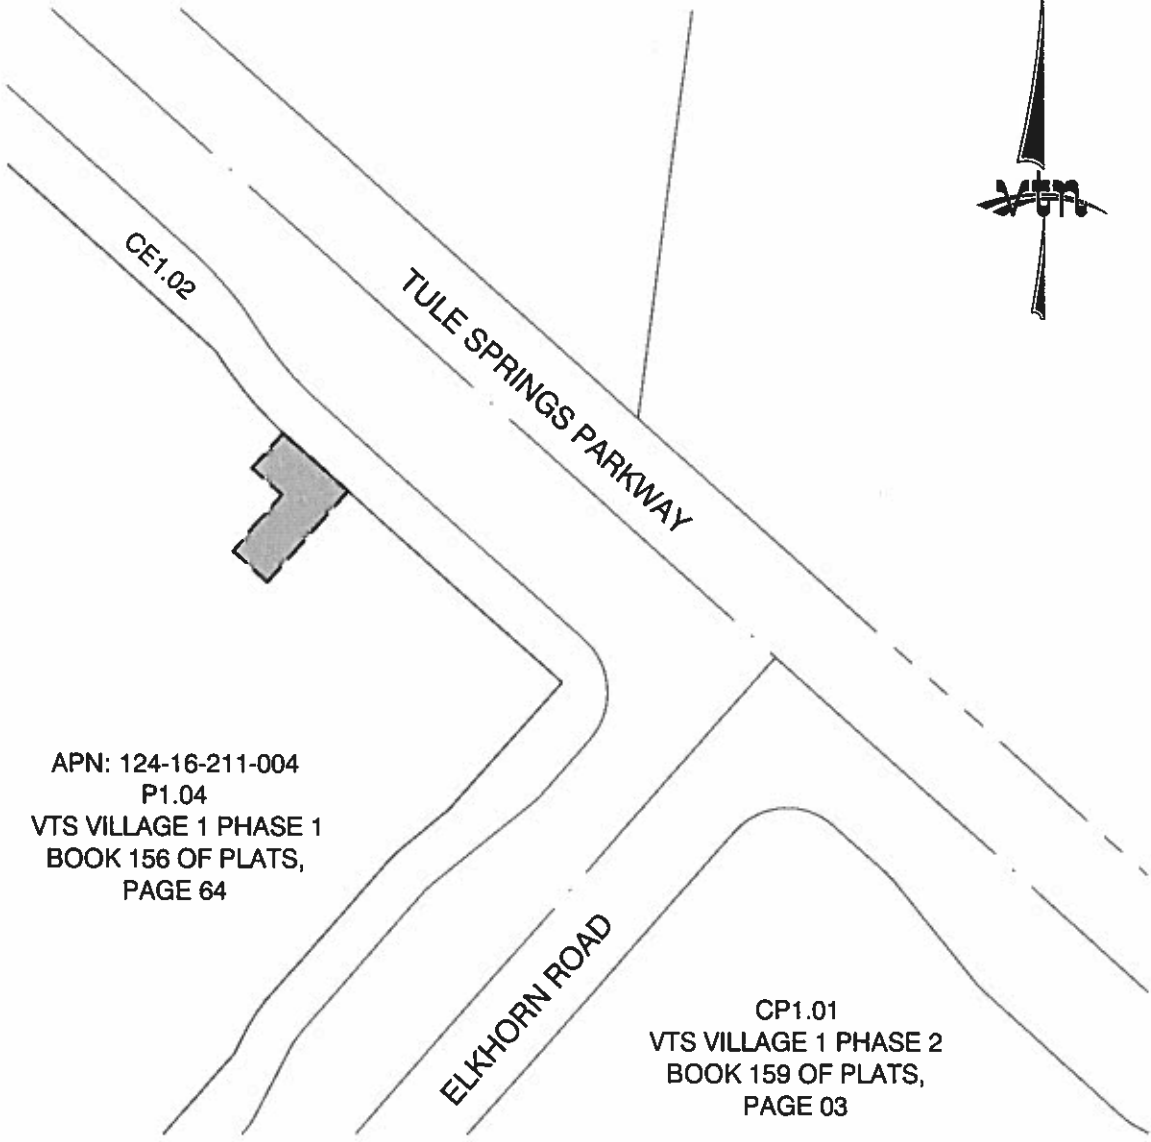 vtn
CE1.02
TULE SPRINGS PARKWAY
APN: 124-16-211-004
P1.04
VTS VILLAGE 1 PHASE 1
BOOK 156 OF PLATS,
PAGE 64
ELKHORN ROAD
CP1.01
VTS VILLAGE 1 PHASE 2
BOOK 159 OF PLATS,
PAGE 03